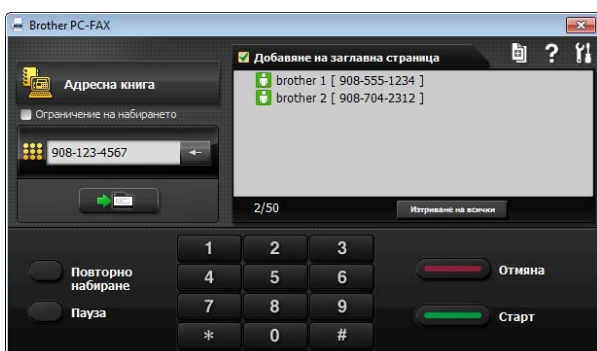 Brother PC-FAX
Адресна книга
Ограничение на набирането
908-123-4567
Добавяне на заглавна страница
?
brother 1 [ 908-555-1234 ]
brother 2 [ 908-704-2312 ]
2/50
Изтриване на всички
Повторно
набиране
Пауза
1 2 3
4 5 6
7 8 9
* 0 #
Отмяна
Старт